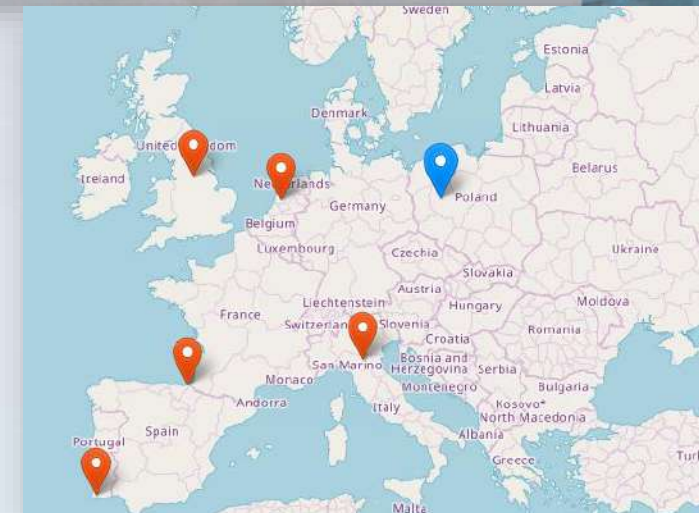 Sweden
Estonia
Latvia
Denmark
Lithuania
United Kingdom
Belarus
Ireland
Netherlands
Poland
Germany
Belgium
Luxembourg
Czechia
Ukraine
Slovakia
Austria
Liechtenstein
Hungary
Moldova
France
Switzerlan
Slovenia
Romania
Croatia
San Marino
Bosnia and
Herzegovina
Serbia
Monaco
Montenegro
Bulgaria
Andorra
Italy
Kosovo*
North Macedonia
Portugal
Spain
Albania
Greece
Turk
Malta